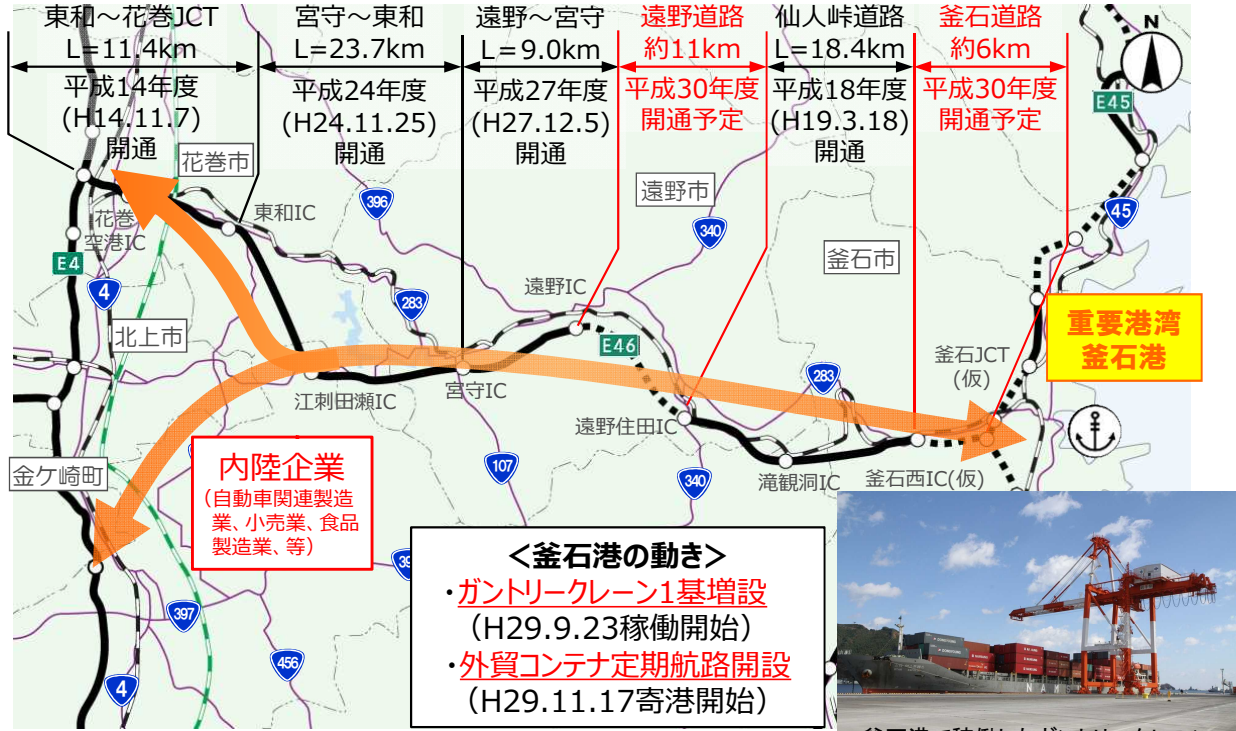 東和～花巻JCT
L=11.4km
平成14年度
(H14.11.7)
開通
宮守～東和
L=23.7km
平成24年度
(H24.11.25)
開通
遠野～宮守
L=9.0km
平成27年度
(H27.12.5)
開通
遠野道路
約11km
平成30年度
開通予定
仙人峠道路
L=18.4km
平成18年度
(H19.3.18)
開通
釜石道路
約6km
平成30年度
開通予定
N
E45
花巻市
396
遠野市
45
花巻
空港IC
東和IC
340
釜石市
E4
4
283
遠野IC
北上市
E46
重要港湾
釜石港
釜石JCT
(仮)
283
江刺田瀬IC
宮守IC
遠野住田IC
金ケ崎町
内陸企業
（自動車関連製造
業、小売業、食品
製造業、等）
107
340
滝観洞IC
釜石西IC(仮)
397
456
4
＜釜石港の動き＞
・ガントリークレーン1基増設
（H29.9.23稼働開始）
・外貿コンテナ定期航路開設
（H29.11.17寄港開始）
N A M